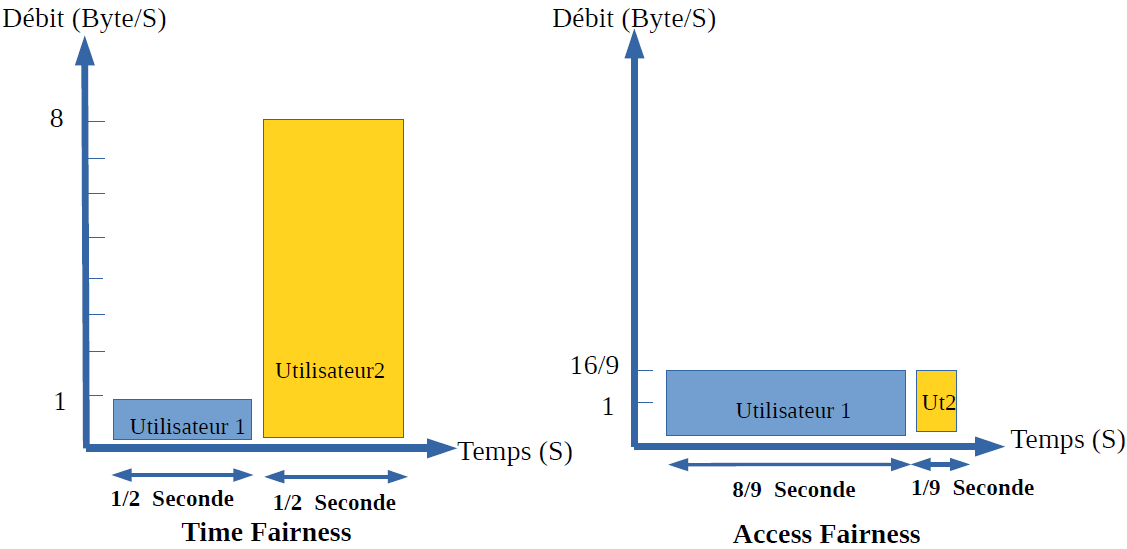 Débit (Byte/S)
8
1
Utilisateur 1
Utilisateur2
Temps (S)
1/2 Seconde
1/2 Seconde
Time Fairness
Débit (Byte/S)
16/9
1
Utilisateur 1
Ut2
Temps (S)
8/9 Seconde
1/9 Seconde
Access Fairness